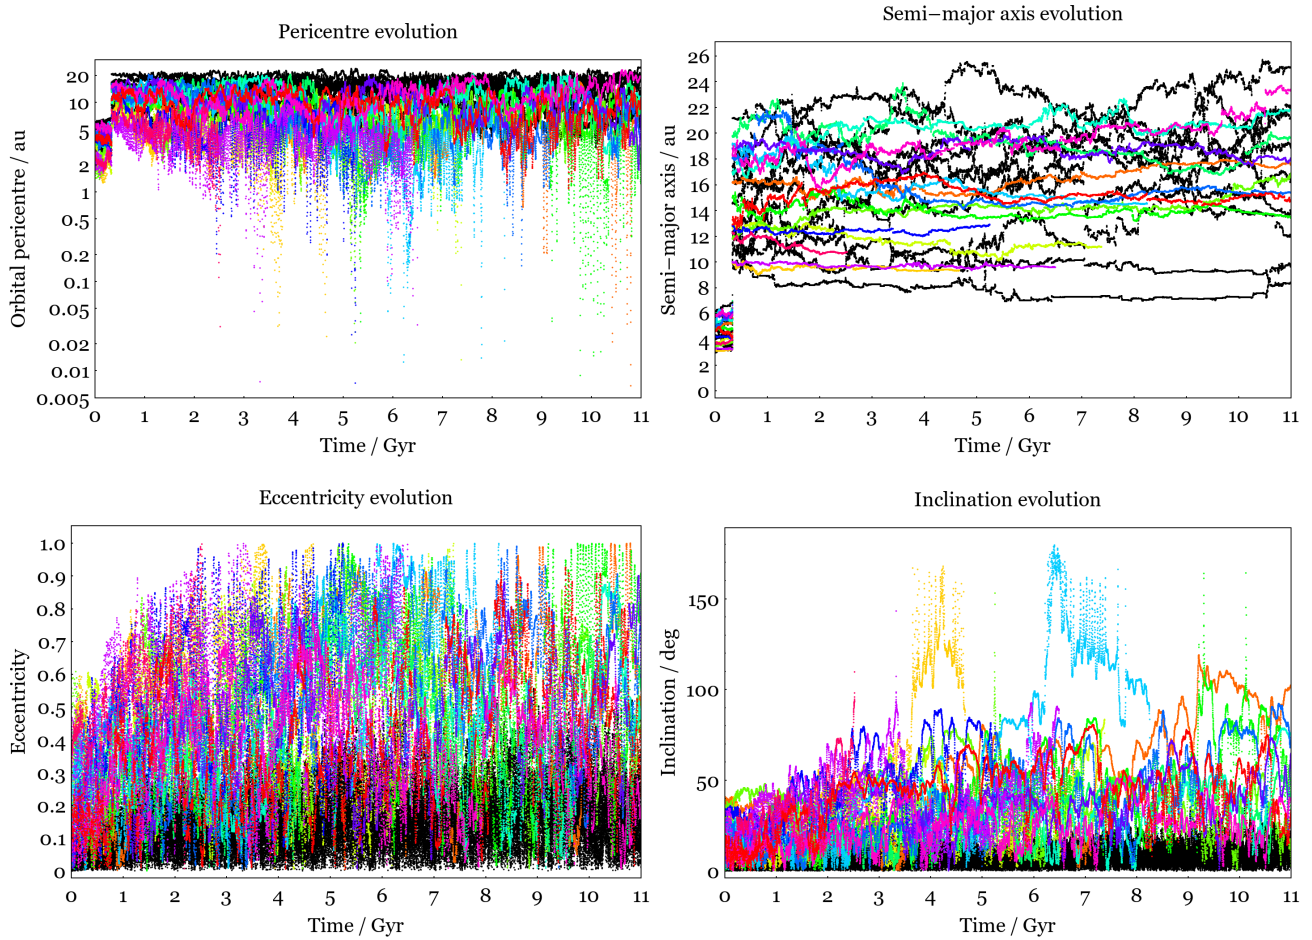 Pericentre evolution
Orbital pericentre / au
20
10
5
2
1
0.5
0.2
0.1
0.05
0.02
0.01
0.005
0 1 2 3 4 5 6 7 8 9 10 11
Time / Gyr
Semi−major axis evolution
Semi−major axis / au
26
24
22
20
18
16
14
12
10
8
6
4
2
0
0 1 2 3 4 5 6 7 8 9 10 11
Time / Gyr
Eccentricity evolution
Eccentricity
1.0
0.9
0.8
0.7
0.6
0.5
0.4
0.3
0.2
0.1
0
0 1 2 3 4 5 6 7 8 9 10 11
Time / Gyr
Inclination evolution
Inclination / deg
150
100
50
0
0 1 2 3 4 5 6 7 8 9 10 11
Time / Gyr